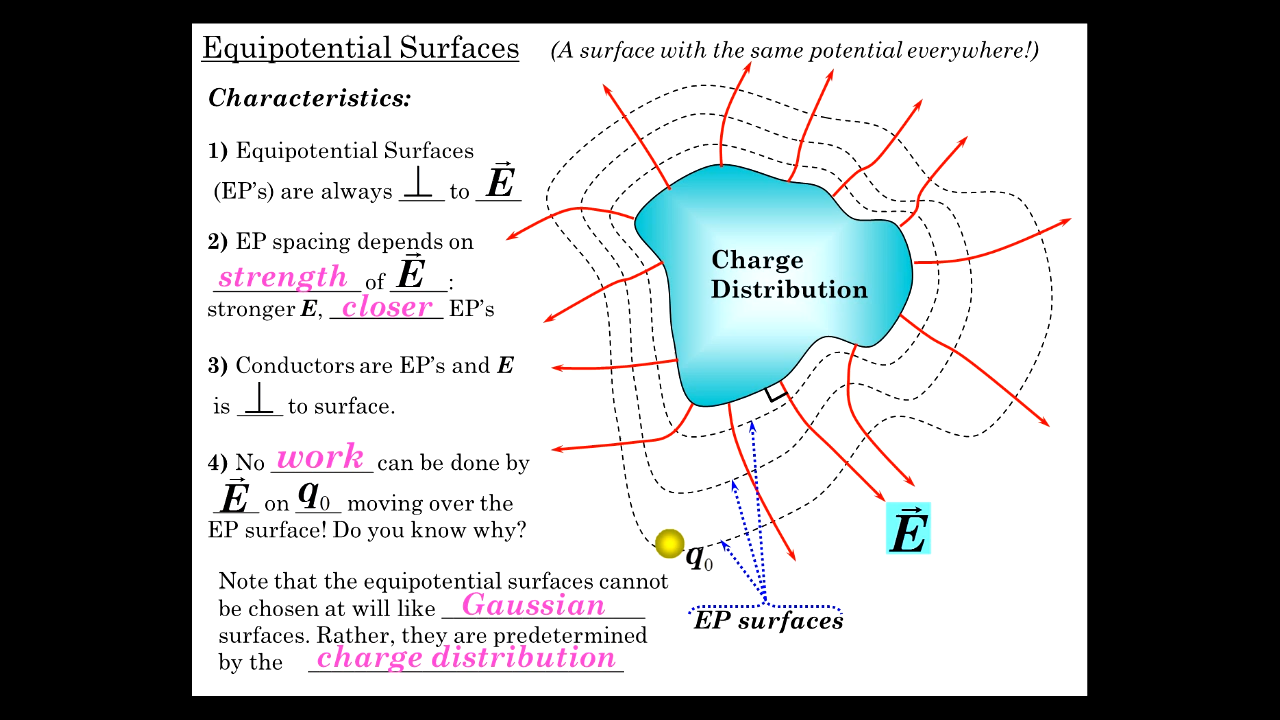 Equipotential Surfaces (A surface with the same potential everywhere!)
Characteristics:
1) Equipotential Surfaces
(EP's) are always ⊥ to E⃗
2) EP spacing depends on
strength of E⃗ :
stronger E, closer EP's
3) Conductors are EP's and E
is ⊥ to surface.
4) No work can be done by
E⃗ on q₀ moving over the
EP surface! Do you know why?
Note that the equipotential surfaces cannot
be chosen at will like Gaussian
surfaces. Rather, they are predetermined
by the charge distribution
Charge
Distribution
E⃗
q₀
EP surfaces